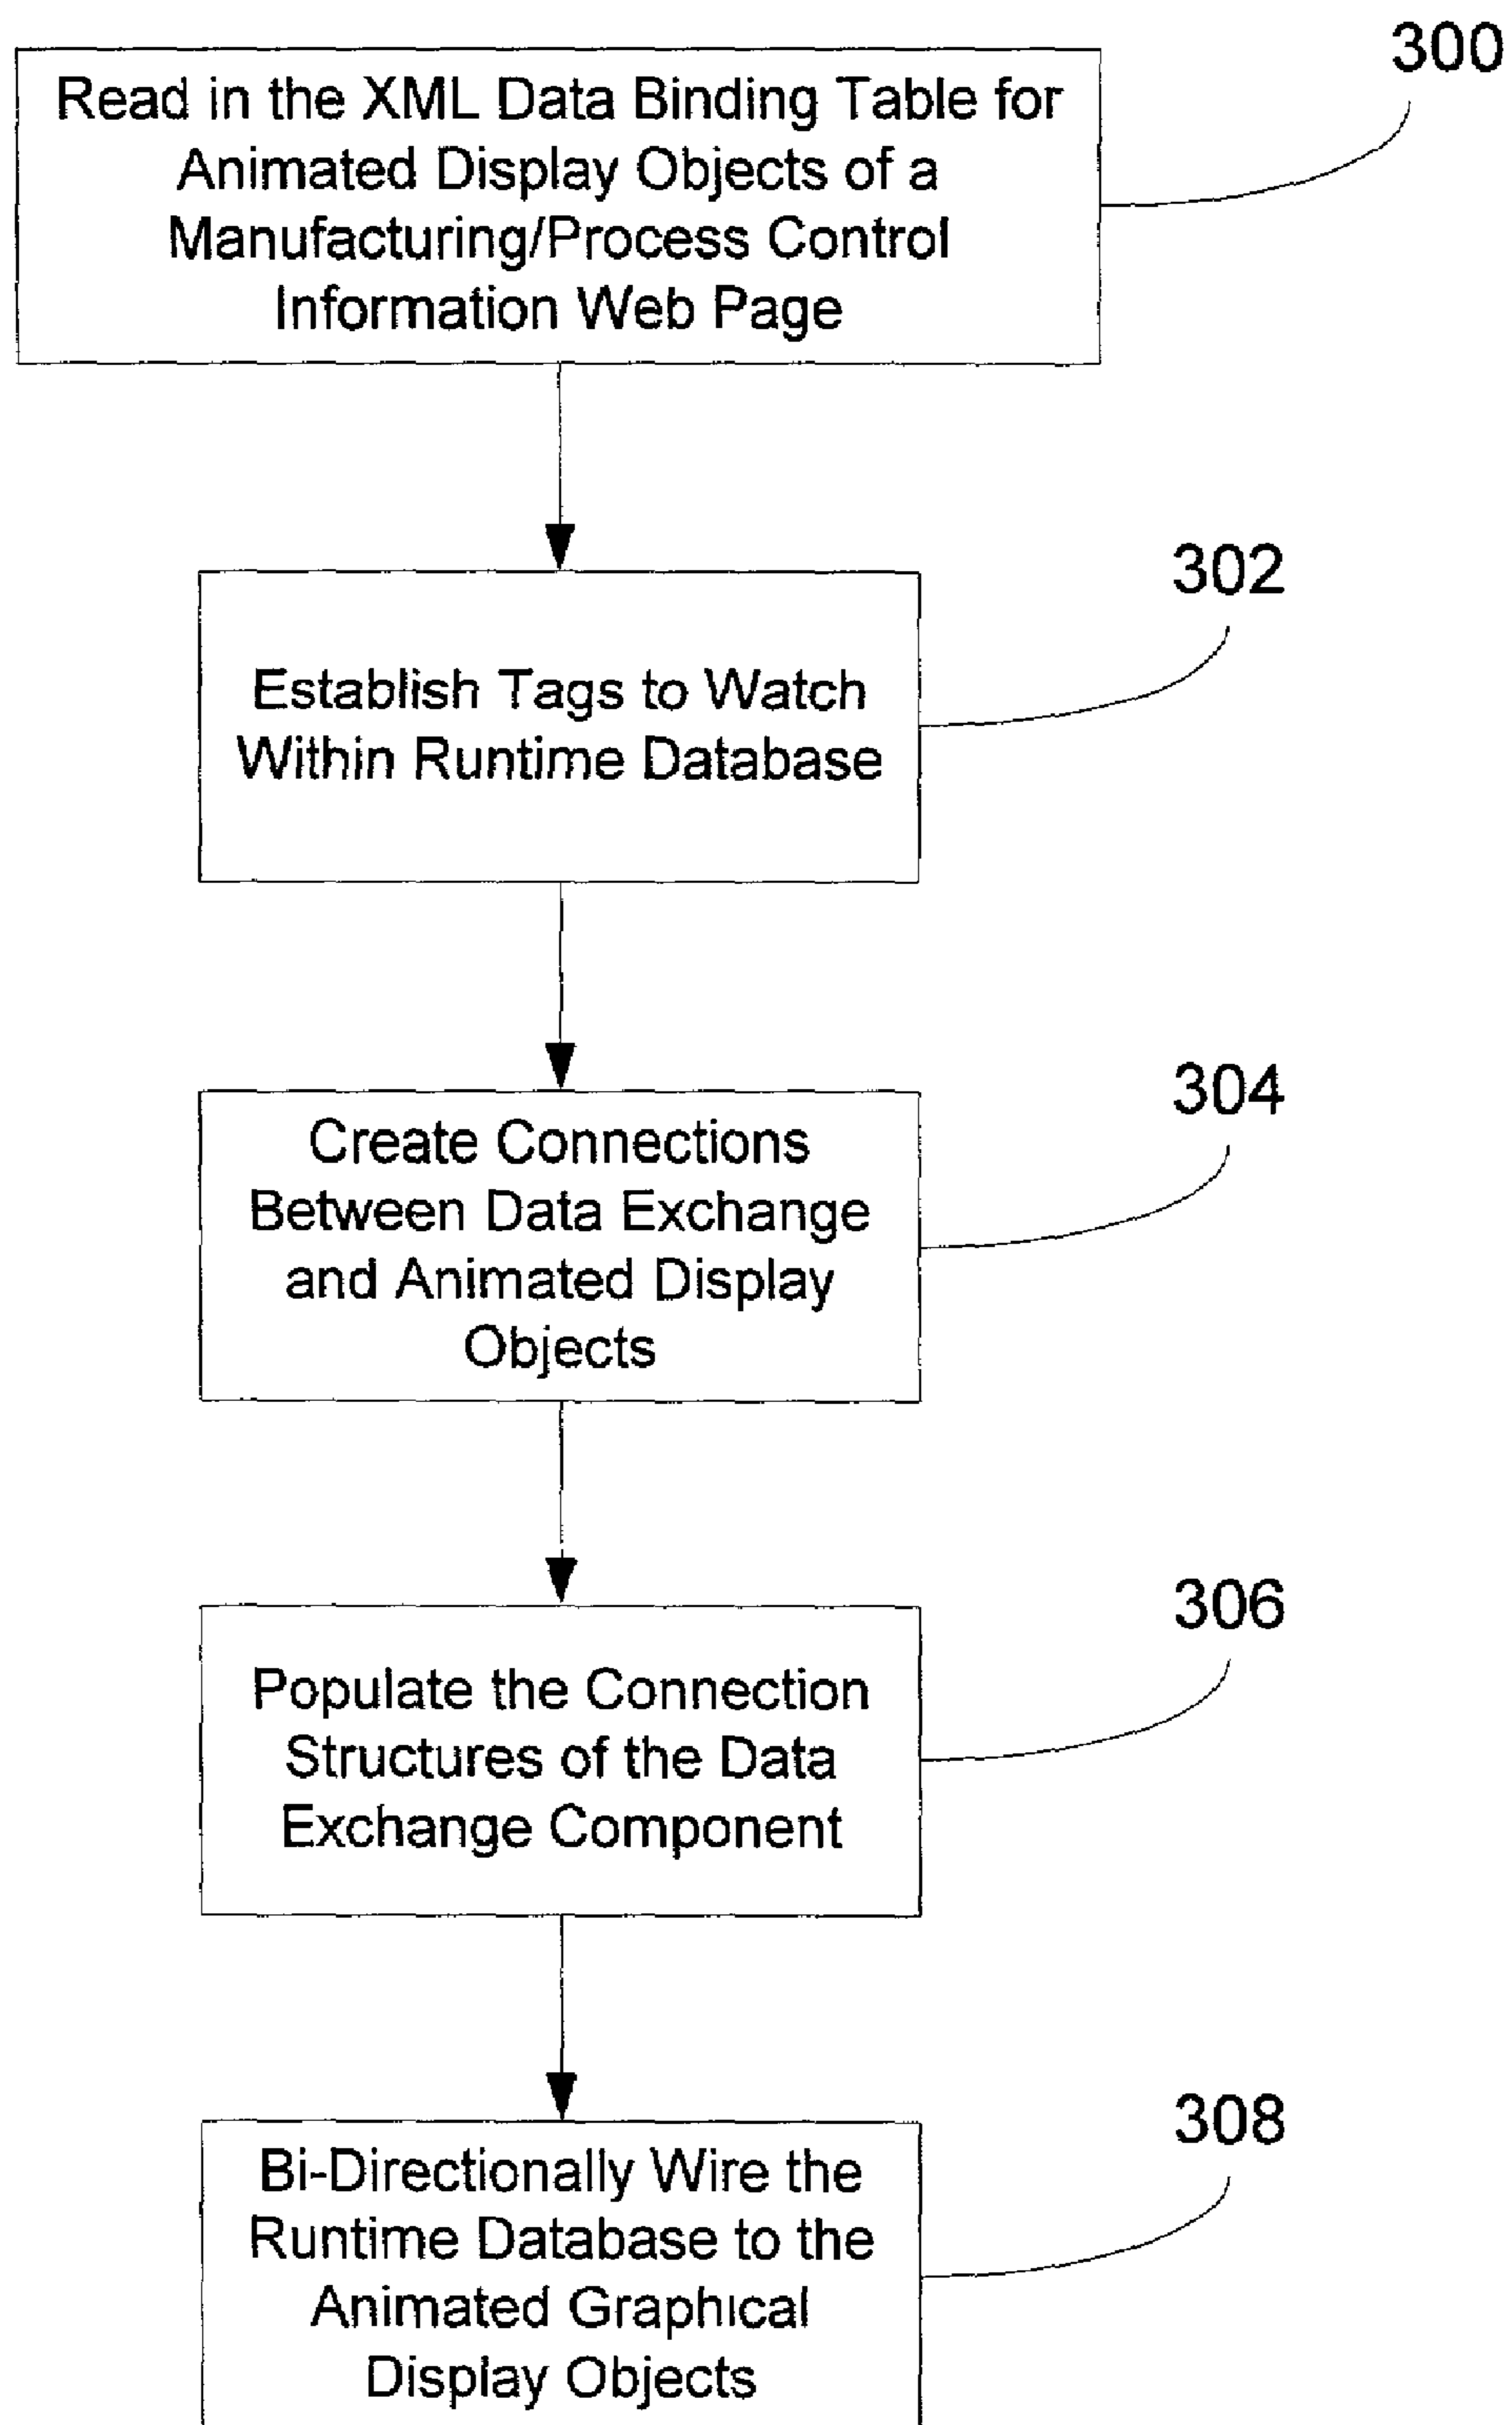 300
Read in the XML Data Binding Table for
Animated Display Objects of a
Manufacturing/Process Control
Information Web Page
302
Establish Tags to Watch
Within Runtime Database
304
Create Connections
Between Data Exchange
and Animated Display
Objects
306
Populate the Connection
Structures of the Data
Exchange Component
308
Bi-Directionally Wire the
Runtime Database to the
Animated Graphical
Display Objects